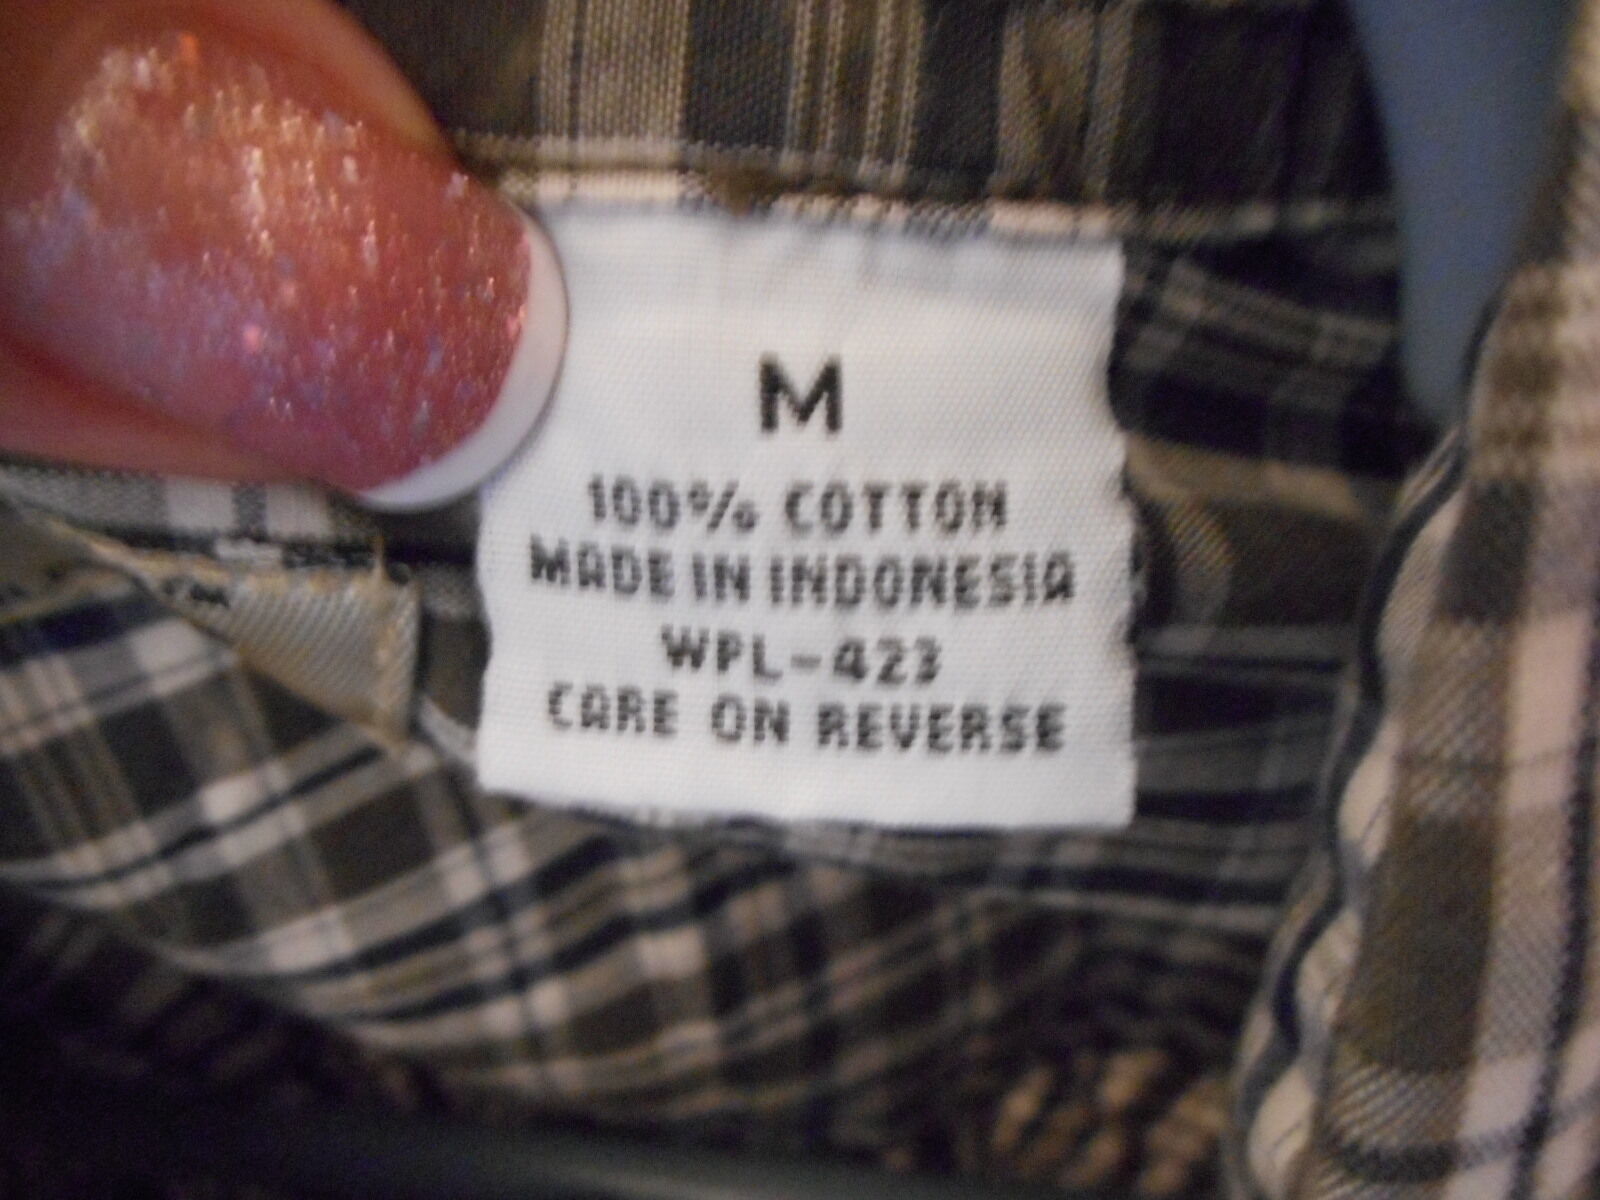 M
100% COTTON
MADE IN INDONESIA
WPL-423
CARE ON REVERSE